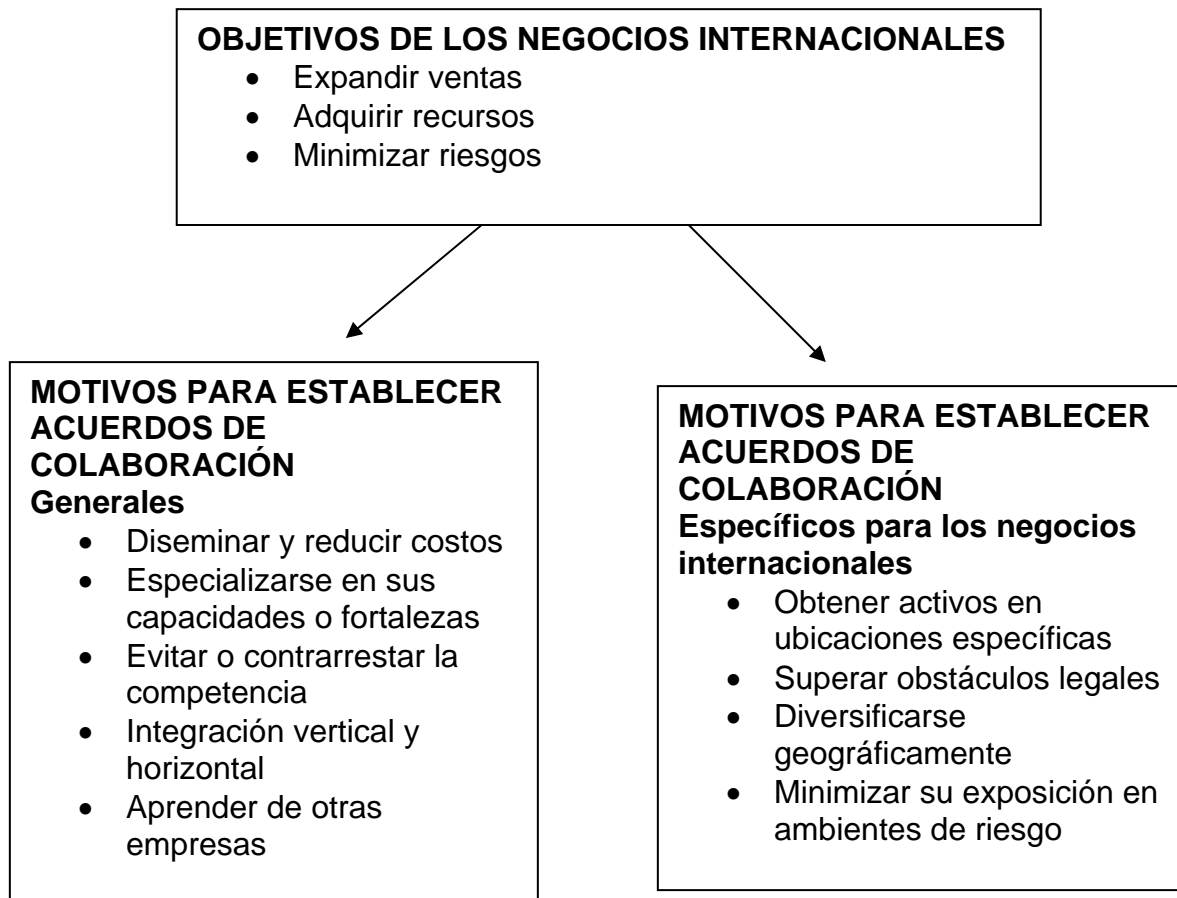 OBJETIVOS DE LOS NEGOCIOS INTERNACIONALES
• Expandir ventas
• Adquirir recursos
• Minimizar riesgos
MOTIVOS PARA ESTABLECER
ACUERDOS DE
COLABORACIÓN
Generales
• Diseminar y reducir costos
• Especializarse en sus
capacidades o fortalezas
• Evitar o contrarrestar la
competencia
• Integración vertical y
horizontal
• Aprender de otras
empresas
MOTIVOS PARA ESTABLECER
ACUERDOS DE
COLABORACIÓN
Específicos para los negocios
internacionales
• Obtener activos en
ubicaciones específicas
• Superar obstáculos legales
• Diversificarse
geográficamente
• Minimizar su exposición en
ambientes de riesgo